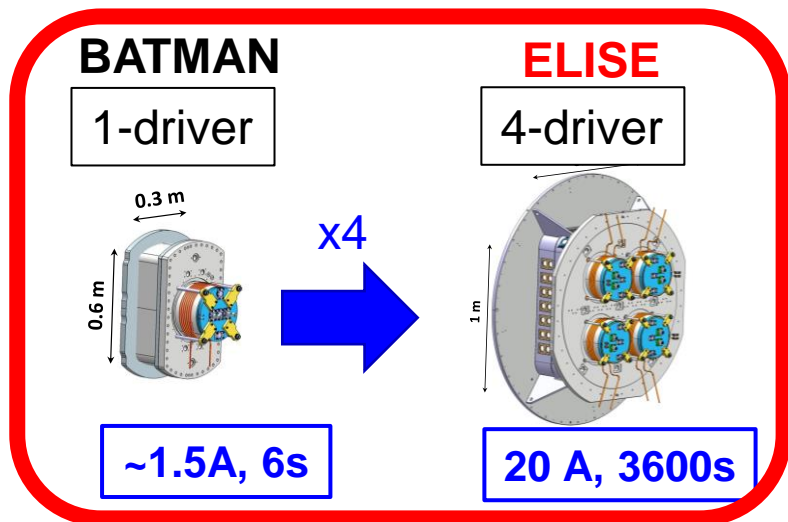 BATMAN
ELISE
1-driver
4-driver
0.3 m
x4
0.6 m
1 m
~1.5A, 6s
20 A, 3600s